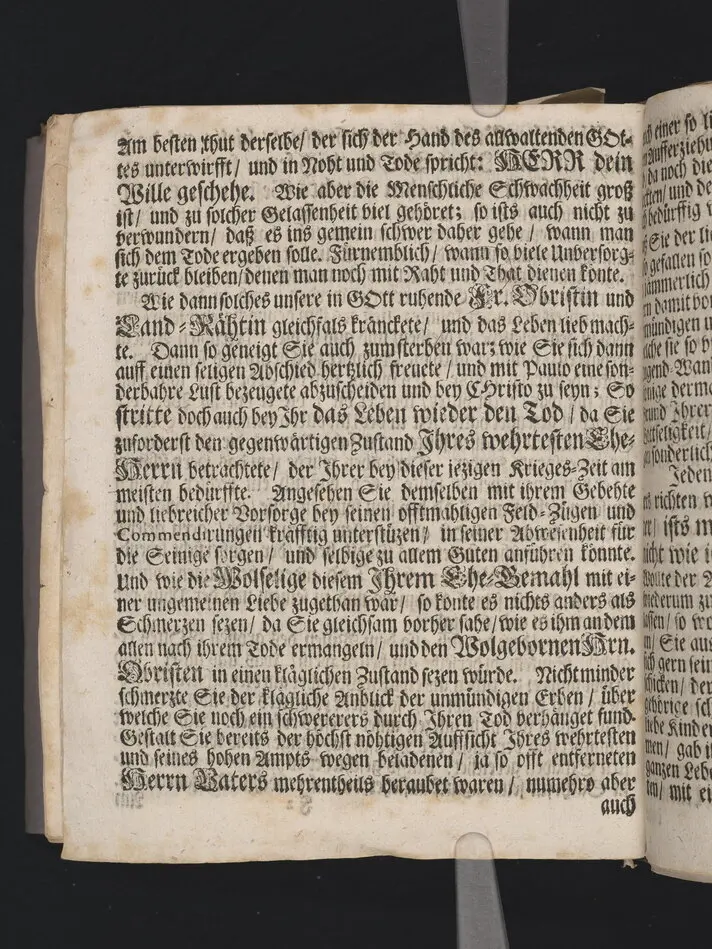 Am besten thut derselbe/ der sich der Hand des allwaltenden GOt-
tes unterwirfft/ und in Noht und Tode spricht: HERR dein
Wille geschehe. Wie aber die Menschliche Schwachheit groß
ist/ und zu solcher Gelassenheit viel gehöret; so ists auch nicht zu
verwundern/ daß es ins gemein schwer daher gehe/ wann man
sich dem Tode ergeben solle. Fürnemblich/ wann so viele Unversorg-
te zurück bleiben/ denen man noch mit Raht und That dienen könte.
Wie dann solches unsere in GOtt ruhende Fr. Obristin und
Land-Rähtin gleichfals kränckete/ und das Leben lieb mach-
te. Dann so geneigt Sie auch zum sterben war; wie Sie sich dann
auff einen seligen Abschied hertzlich freuete/ und mit Paulo eine son-
derbahre Lust bezeugete abzuscheiden und bey CHristo zu seyn; So
stritte doch auch bey Ihr das Leben wieder den Tod/ da Sie
zuforderst den gegenwärtigen Zustand Ihres wehrtesten Ehe-
Herrn betrachtete/ der Ihrer bey dieser jezigen Krieges-Zeit am
meisten bedürffte. Angesehen Sie demselben mit ihrem Gebehte
und liebreicher Vorsorge bey seinen offtmahligen Feld-Zügen und
Commendirungen kräfftig unterstüzen/ in seiner Abwesenheit für
die Seinige sorgen/ und selbige zu allem Guten anführen könnte.
Und wie die Wolselige diesem Ihrem Ehe-Gemahl mit ei-
ner ungemeinen Liebe zugethan war/ so konte es nichts anders als
Schmerzen sezen/ da Sie gleichsam vorher sahe/ wie es ihm an dem
allen nach ihrem Tode ermangeln/ und den Wolgebornen Hrn.
Obristen in einen kläglichen Zustand sezen würde. Nicht minder
schmerzte Sie der klägliche Anblick der unmündigen Erben/ über
welche Sie noch ein schwererers durch Ihren Tod verhänget fund.
Gestalt Sie bereits der höchst nöhtigen Auffsicht Ihres wehrtesten
und seines hohen Ampts wegen beladenen/ ja so offt entferneten
Herrn Vaters mehrentheils beraubet waren/ numehro aber
auch